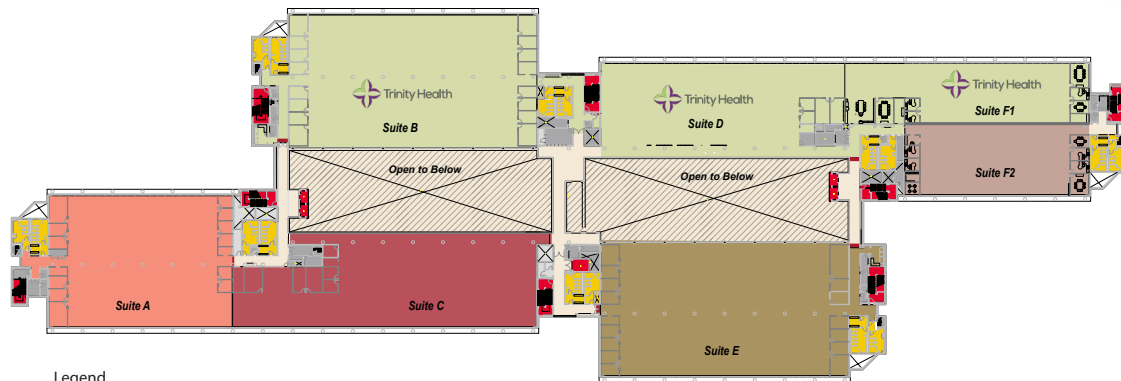 Trinity Health
Suite B
Trinity Health
Suite D
Trinity Health
Suite F1
Open to Below
Open to Below
Suite F2
Suite A
Suite C
Suite E
Legend